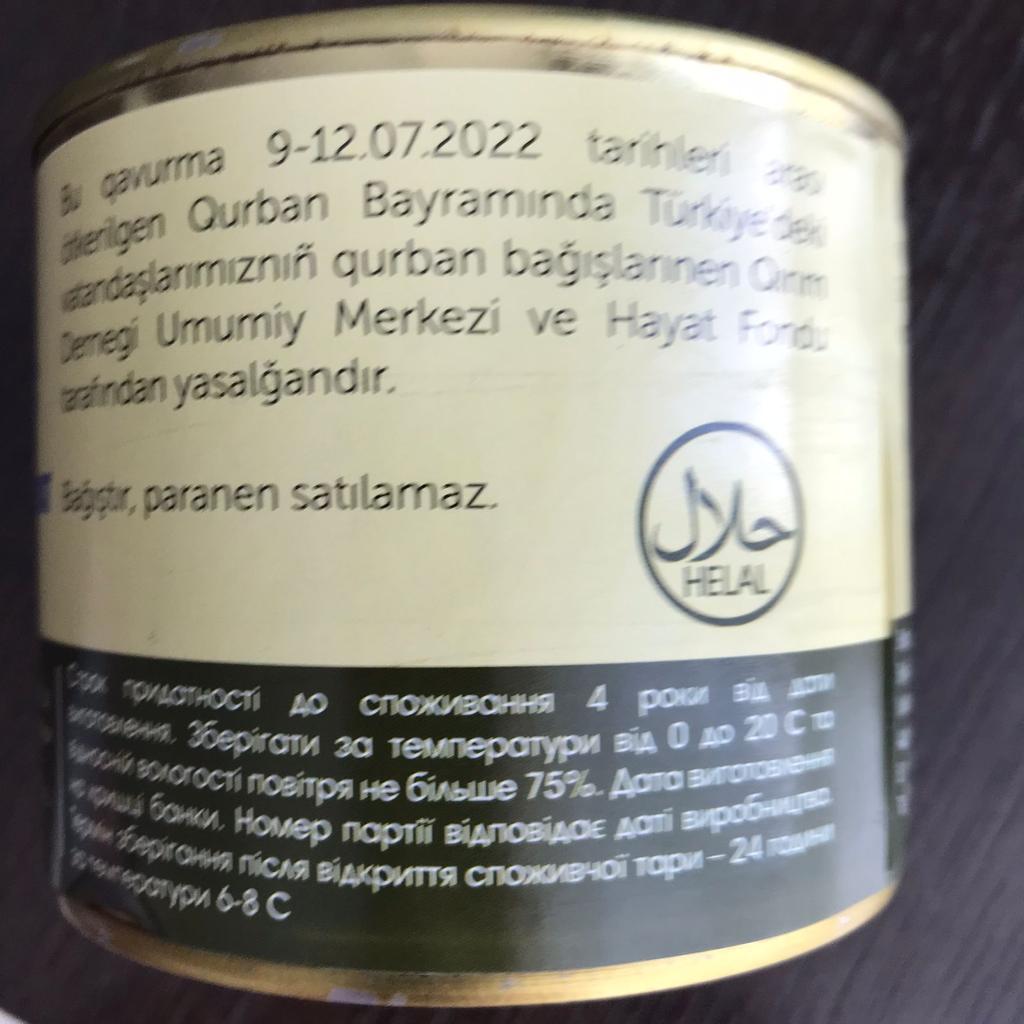 Bu qavurma 9-12.07.2022 tarihleri arası
ötkerilgen Qurban Bayramında Türkiye'deki
vatandaşlarımıznıñ qurban bağışlarınen Qırım
Dernegi Umumiy Merkezi ve Hayat Fondu
tarafından yasalğandır.
Bağıştır, paranen satılamaz.
حلال
HELAL
Строк придатності до споживання 4 роки від дати
виготовлення. Зберігати за температури від 0 до 20 С та
відносній вологості повітря не більше 75%. Дата виготовлення
на кришці банки. Номер партії відповідає даті виробництва.
Термін зберігання після відкриття споживчої тари – 24 години
за температури 6-8 С